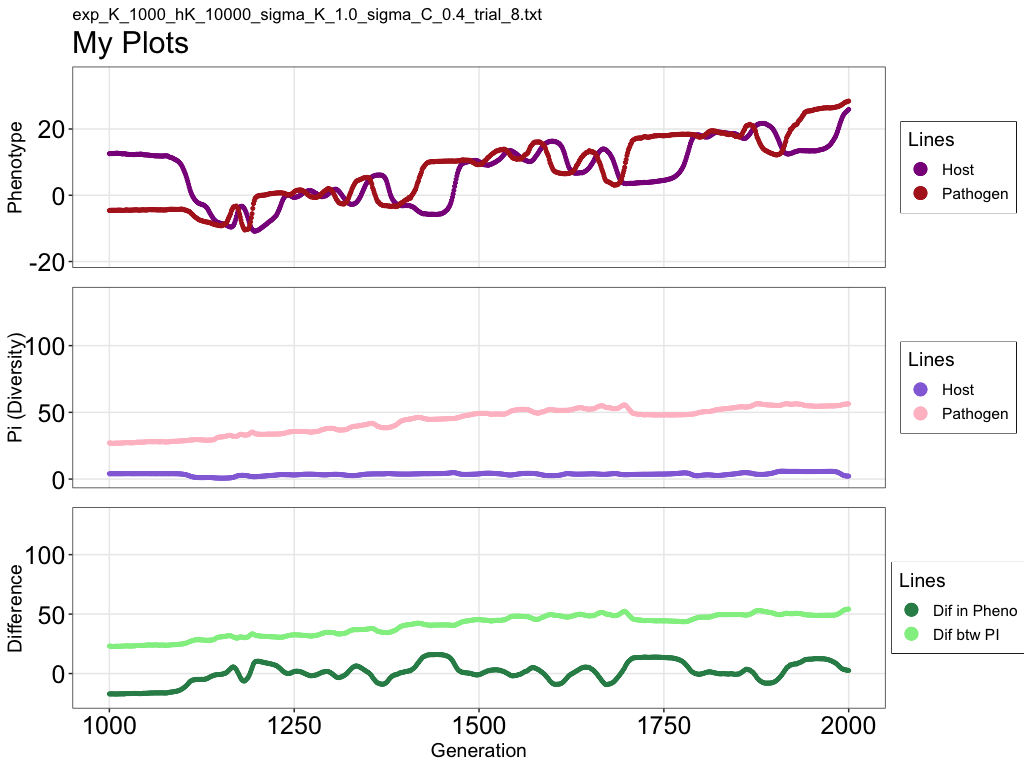 exp_K_1000_hK_10000_sigma_K_1.0_sigma_C_0.4_trial_8.txt
My Plots
Phenotype
20
0
-20
Lines
Host
Pathogen
Pi (Diversity)
100
50
0
Lines
Host
Pathogen
Difference
100
50
0
Lines
Dif in Pheno
Dif btw PI
1000 1250 1500 1750 2000
Generation